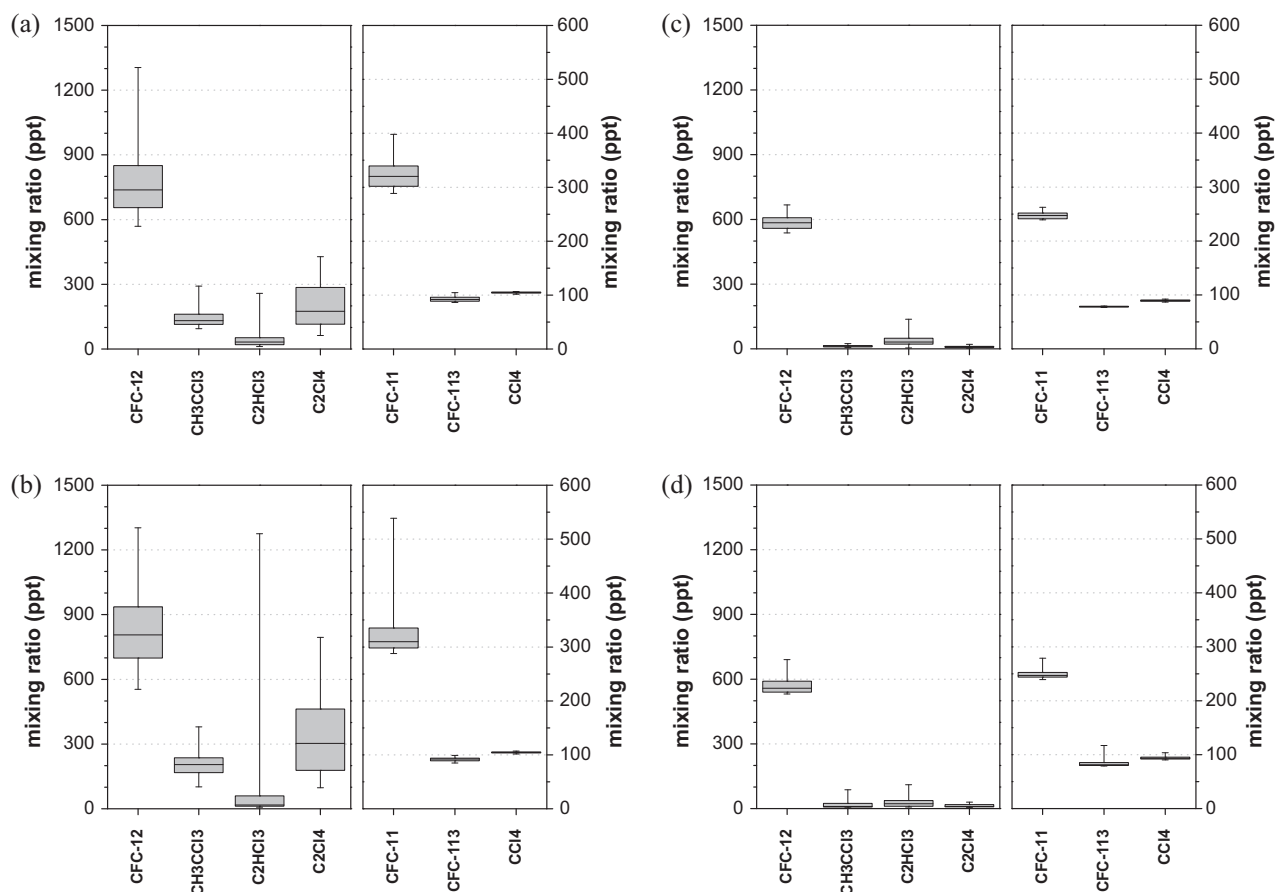 (a)
mixing ratio (ppt)
1500
1200
900
600
300
0
CFC-12
CH3CCl3
C2HCl3
C2Cl4
CFC-11
CFC-113
CCl4
600
500
400
300
200
100
0
mixing ratio (ppt)
(c)
mixing ratio (ppt)
1500
1200
900
600
300
0
CFC-12
CH3CCl3
C2HCl3
C2Cl4
CFC-11
CFC-113
CCl4
600
500
400
300
200
100
0
mixing ratio (ppt)
(b)
mixing ratio (ppt)
1500
1200
900
600
300
0
CFC-12
CH3CCl3
C2HCl3
C2Cl4
CFC-11
CFC-113
CCl4
600
500
400
300
200
100
0
mixing ratio (ppt)
(d)
mixing ratio (ppt)
1500
1200
900
600
300
0
CFC-12
CH3CCl3
C2HCl3
C2Cl4
CFC-11
CFC-113
CCl4
600
500
400
300
200
100
0
mixing ratio (ppt)